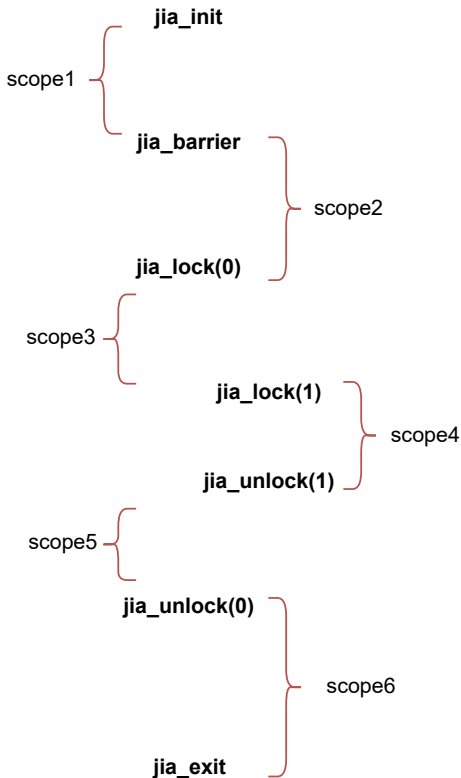 jia_init
scope1
jia_barrier
scope2
jia_lock(0)
scope3
jia_lock(1)
scope4
jia_unlock(1)
scope5
jia_unlock(0)
scope6
jia_exit